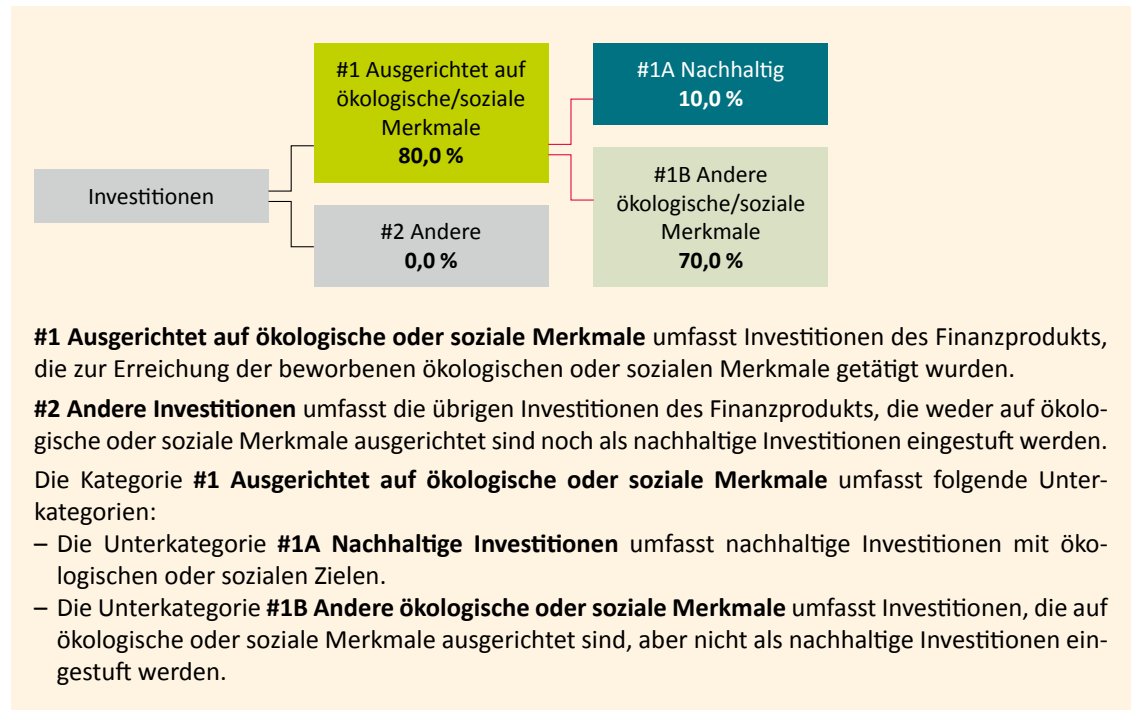 Investitionen
#1 Ausgerichtet auf
ökologische/soziale
Merkmale
80,0 %
#2 Andere
0,0 %
#1A Nachhaltig
10,0 %
#1B Andere
ökologische/soziale
Merkmale
70,0 %
#1 Ausgerichtet auf ökologische oder soziale Merkmale umfasst Investitionen des Finanzprodukts,
die zur Erreichung der beworbenen ökologischen oder sozialen Merkmale getätigt wurden.
#2 Andere Investitionen umfasst die übrigen Investitionen des Finanzprodukts, die weder auf ökolo-
gische oder soziale Merkmale ausgerichtet sind noch als nachhaltige Investitionen eingestuft werden.
Die Kategorie #1 Ausgerichtet auf ökologische oder soziale Merkmale umfasst folgende Unter-
kategorien:
– Die Unterkategorie #1A Nachhaltige Investitionen umfasst nachhaltige Investitionen mit öko-
logischen oder sozialen Zielen.
– Die Unterkategorie #1B Andere ökologische oder soziale Merkmale umfasst Investitionen, die auf
ökologische oder soziale Merkmale ausgerichtet sind, aber nicht als nachhaltige Investitionen ein-
gestuft werden.